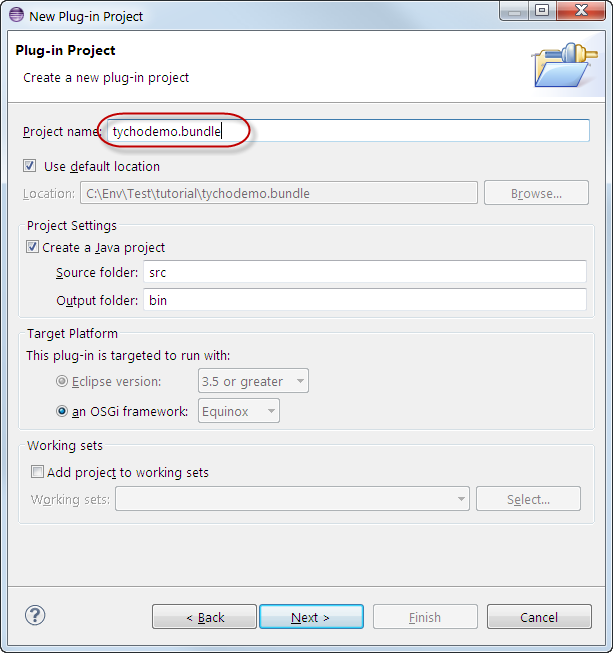 New Plug-in Project
Plug-in Project
Create a new plug-in project
Project name: tychodemo.bundle
Use default location
Location: C:\Env\Test\tutorial\tychodemo.bundle Browse...
Project Settings
Create a Java project
Source folder: src
Output folder: bin
Target Platform
This plug-in is targeted to run with:
Eclipse version: 3.5 or greater
an OSGi framework: Equinox
Working sets
Add project to working sets
Working sets: Select...
? < Back Next > Finish Cancel